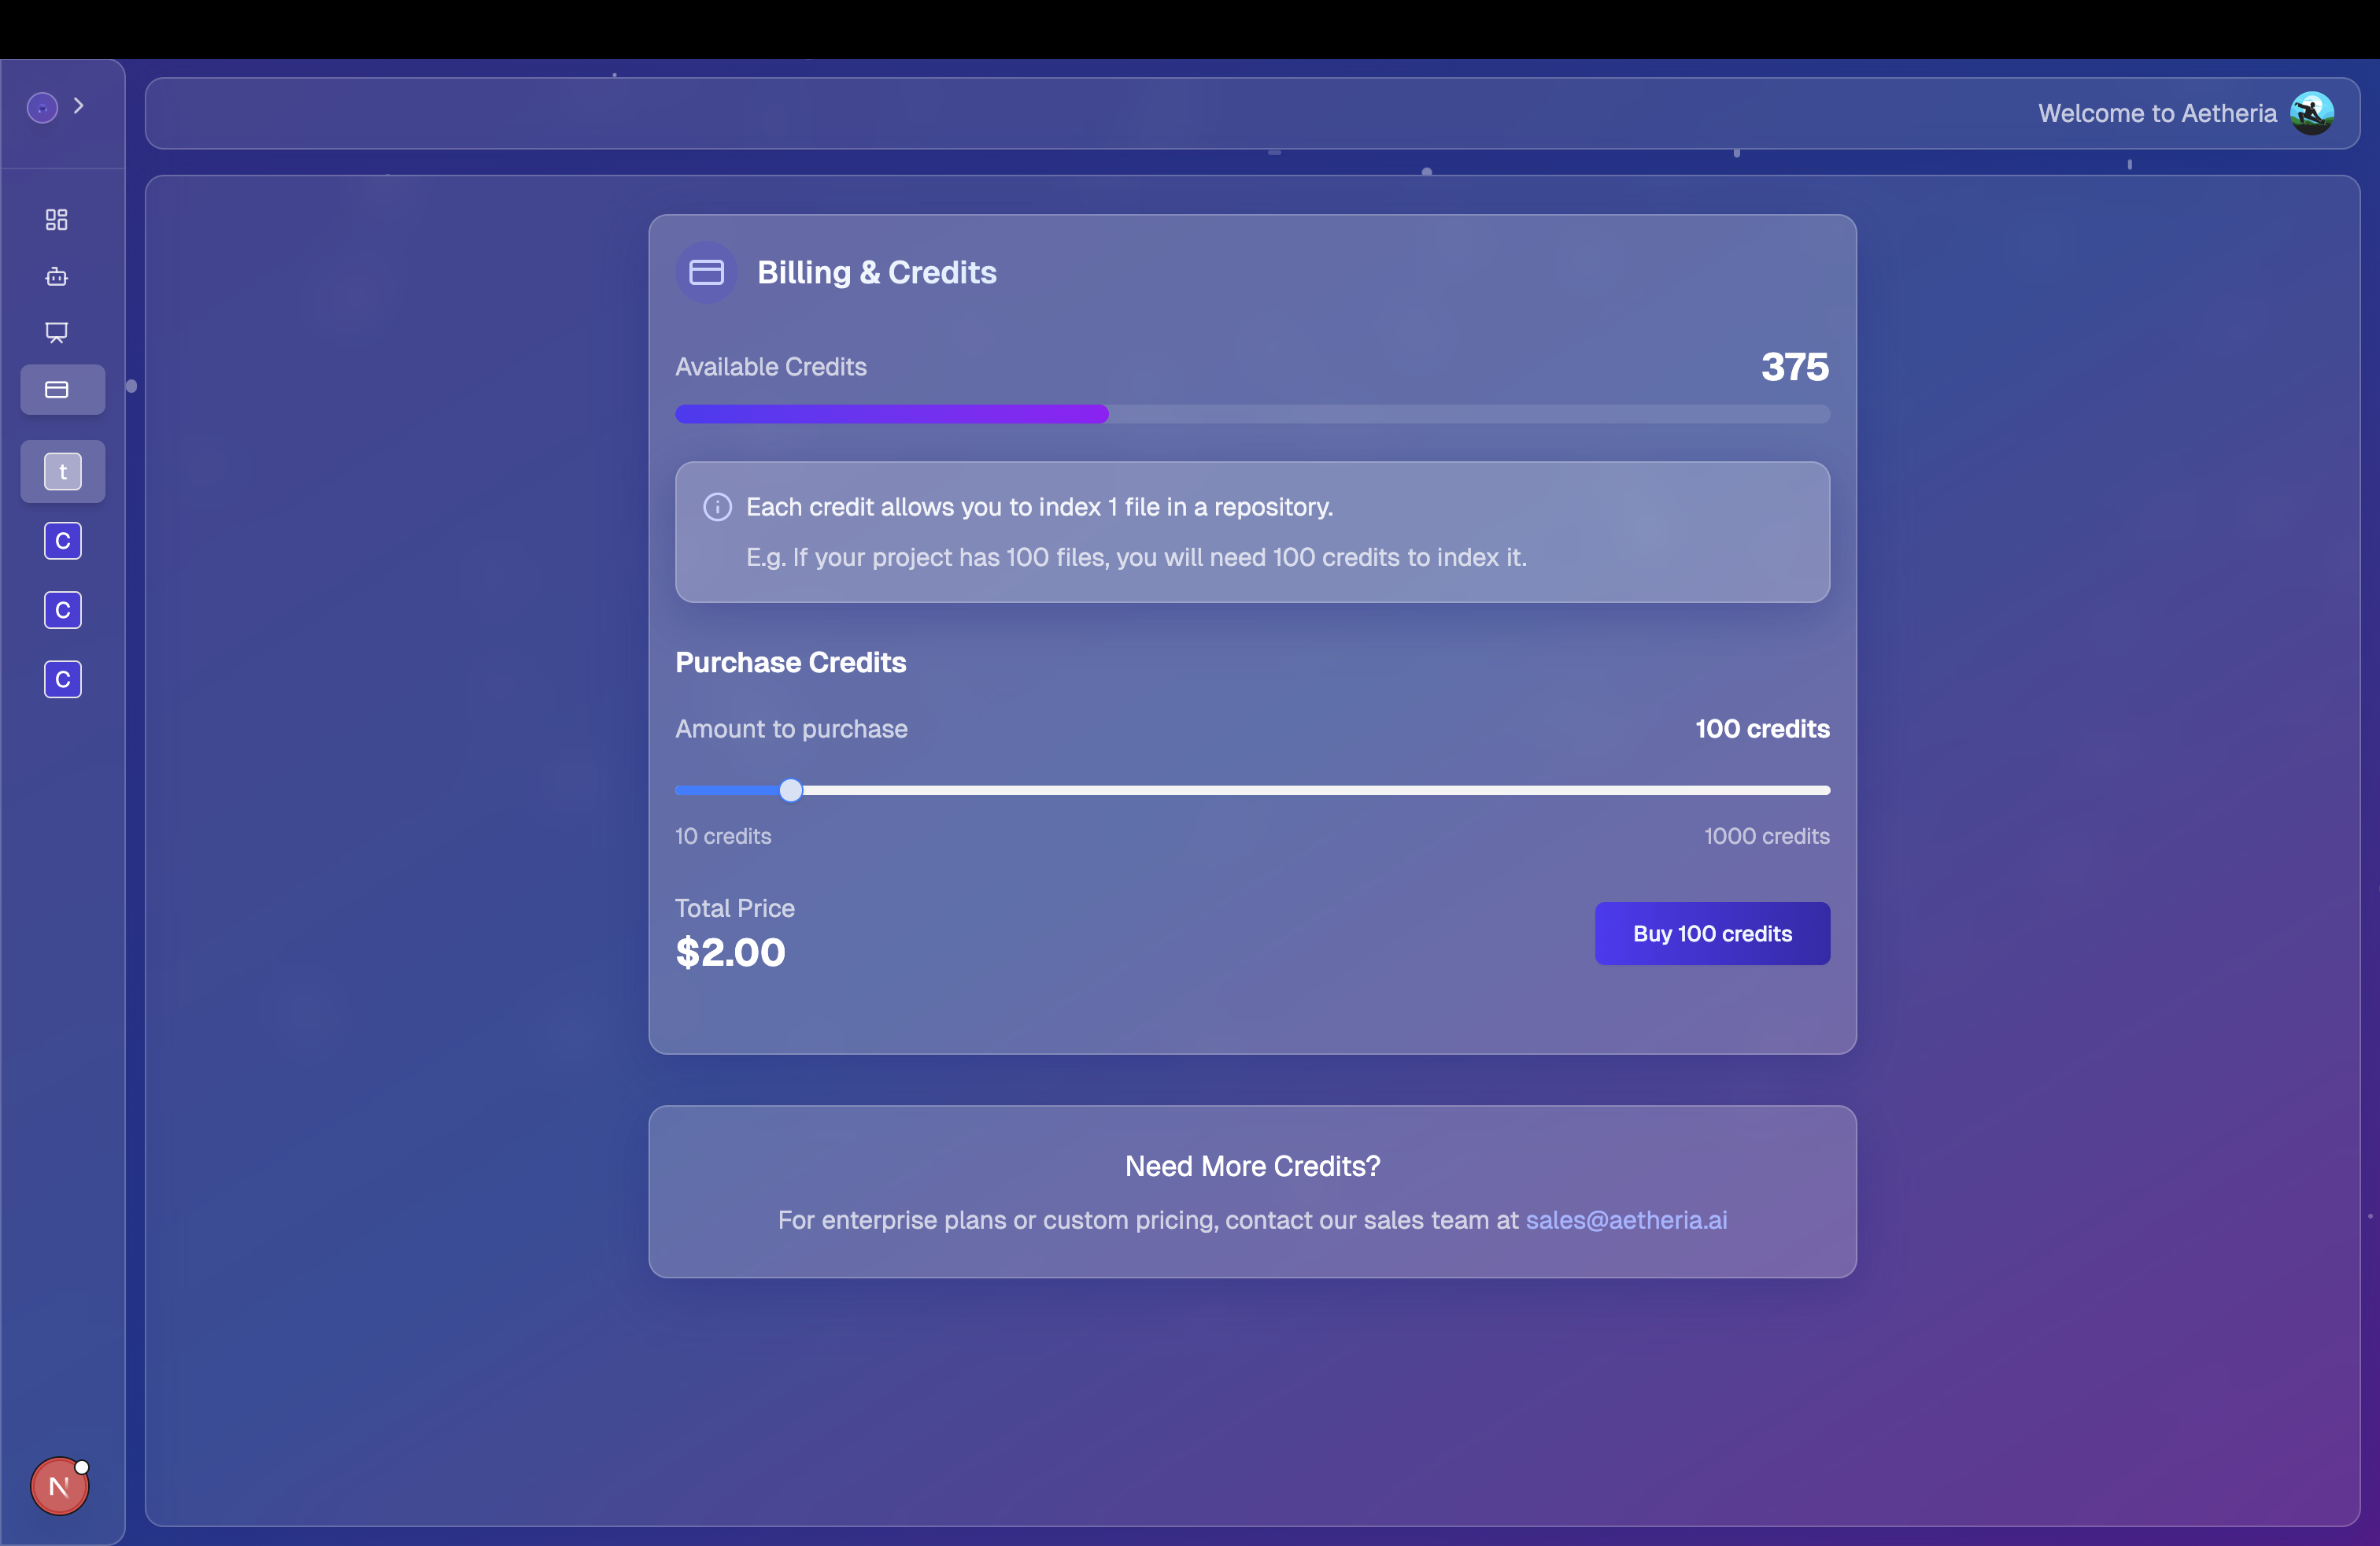 Welcome to Aetheria
Billing & Credits
Available Credits
375
Each credit allows you to index 1 file in a repository.
E.g. If your project has 100 files, you will need 100 credits to index it.
Purchase Credits
Amount to purchase
100 credits
10 credits
1000 credits
Total Price
$2.00
Buy 100 credits
Need More Credits?
For enterprise plans or custom pricing, contact our sales team at sales@aetheria.ai
t
C
C
C
N